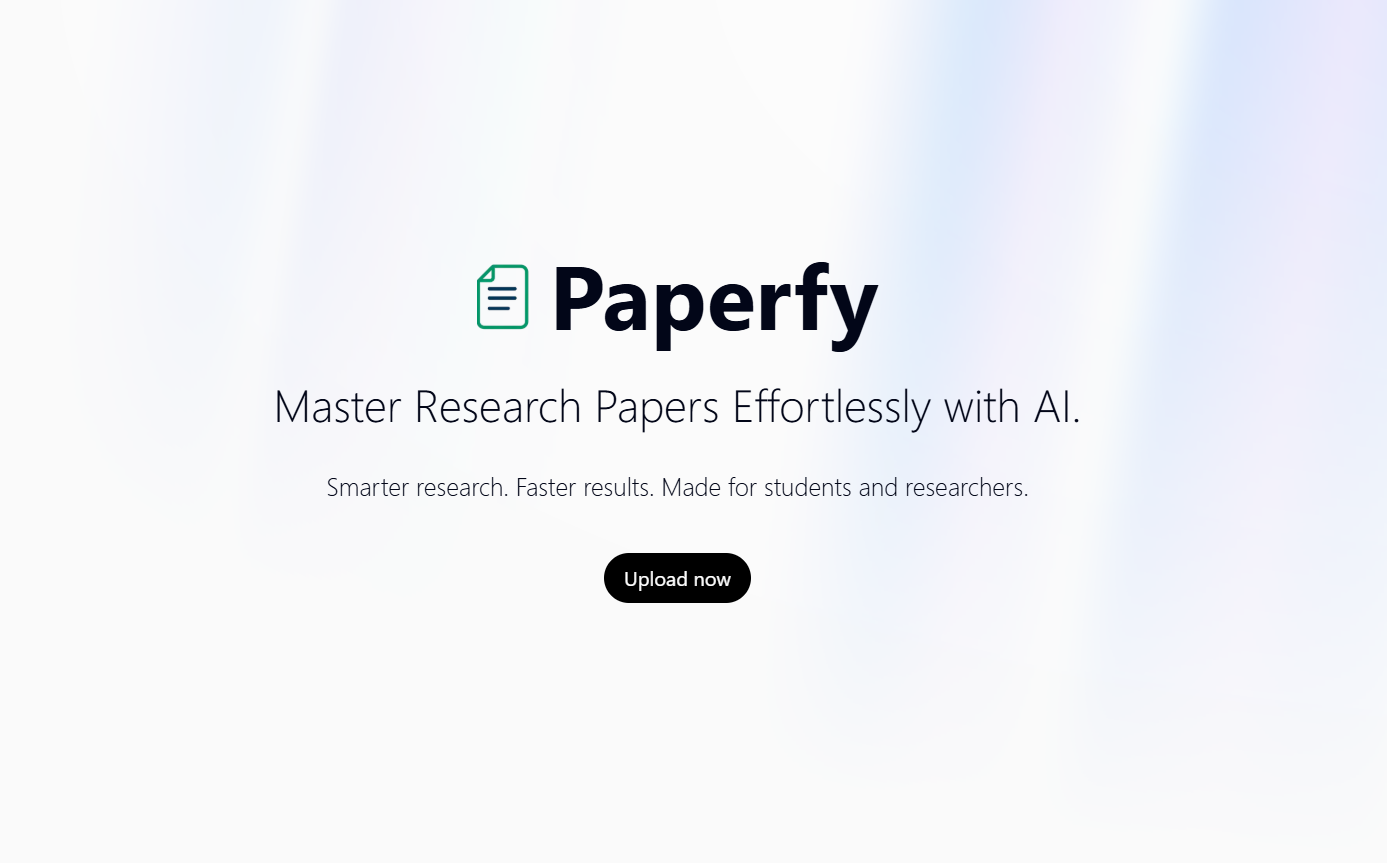 Paperfy
Master Research Papers Effortlessly with AI.
Smarter research. Faster results. Made for students and researchers.
Upload now